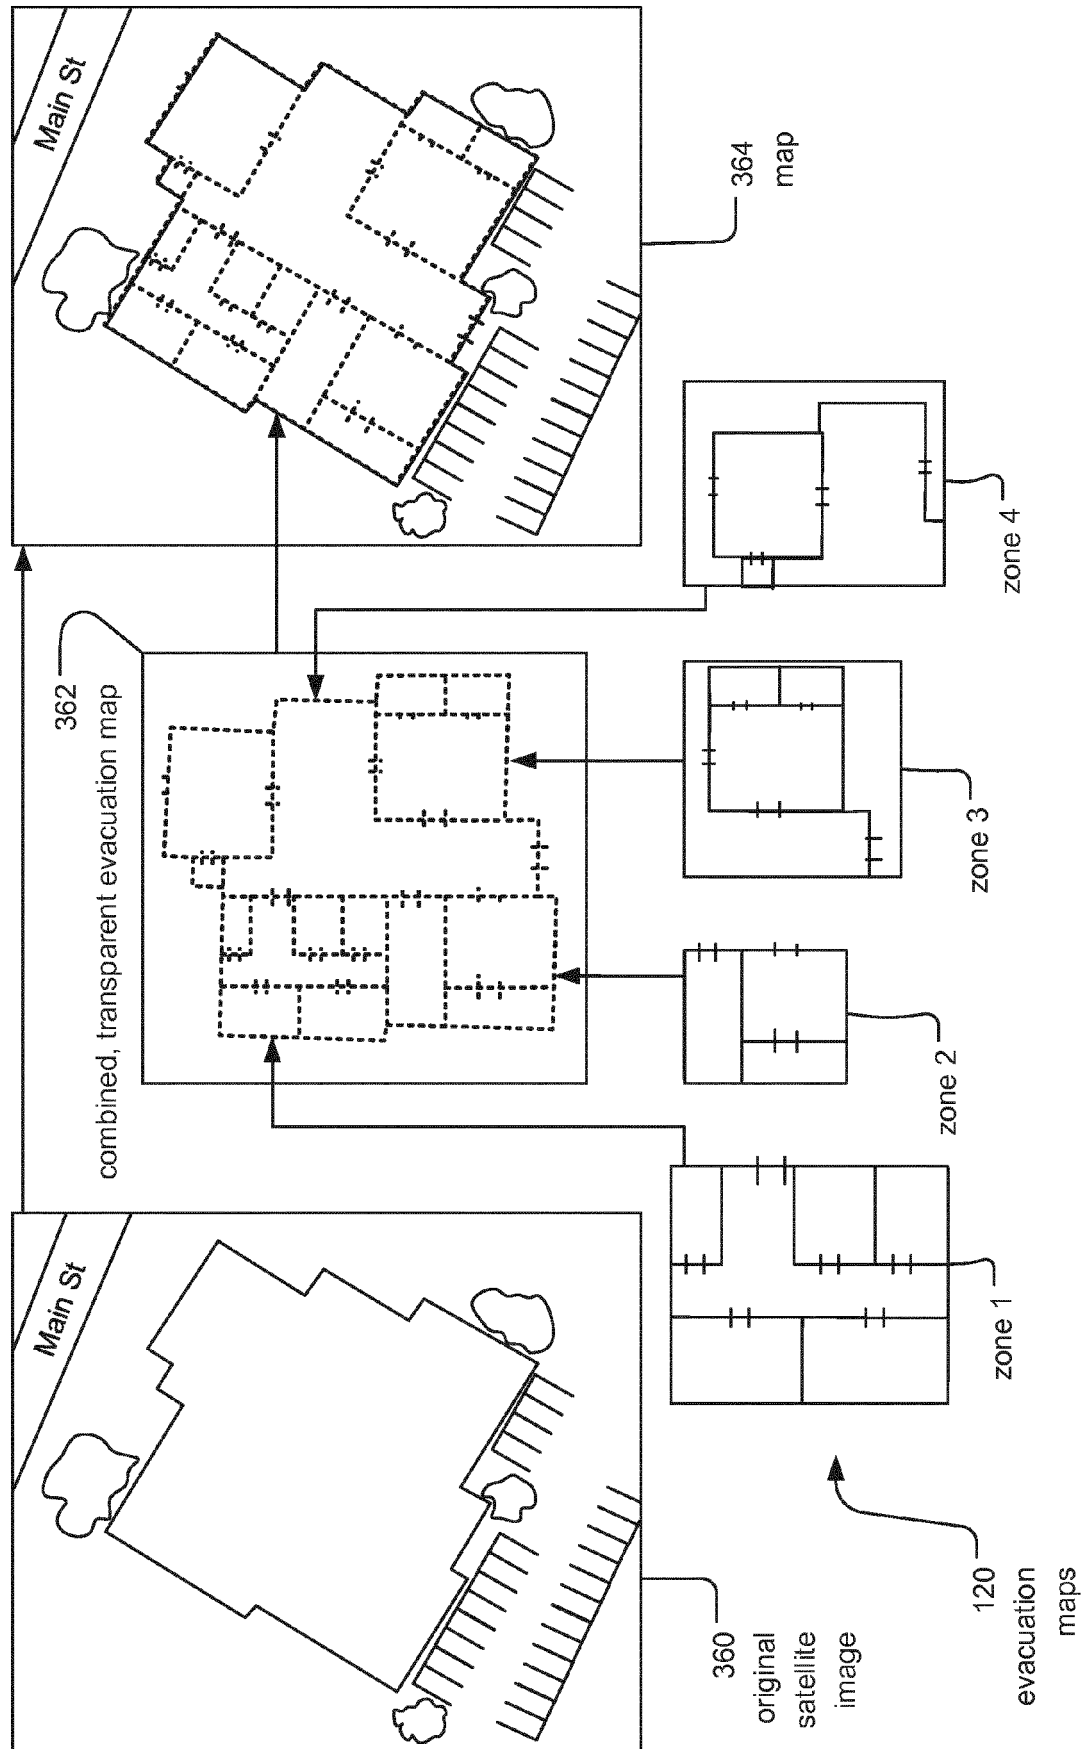 Main St
362
combined, transparent evacuation map
Main St
360
original
satellite
image
364
map
120
evacuation
maps
zone 1
zone 2
zone 3
zone 4